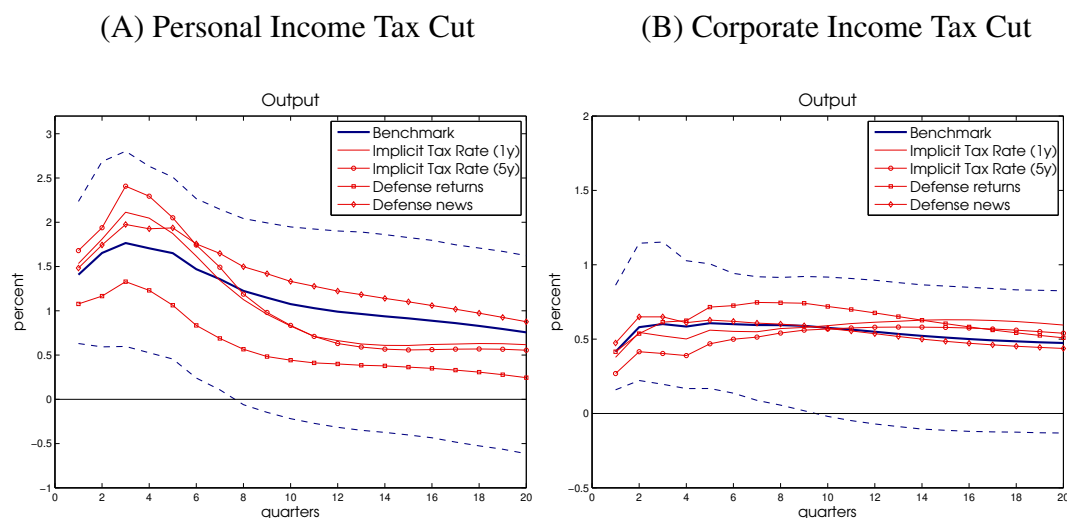 (A) Personal Income Tax Cut
Output
Benchmark
Implicit Tax Rate (1y)
Implicit Tax Rate (5y)
Defense returns
Defense news
percent
3
2.5
2
1.5
1
0.5
0
−0.5
−1
0 2 4 6 8 10 12 14 16 18 20
quarters
(B) Corporate Income Tax Cut
Output
Benchmark
Implicit Tax Rate (1y)
Implicit Tax Rate (5y)
Defense returns
Defense news
percent
2
1.5
1
0.5
0
−0.5
0 2 4 6 8 10 12 14 16 18 20
quarters